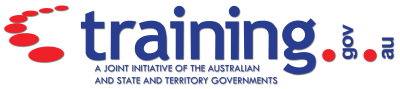 training.gov.au
A JOINT INITIATIVE OF THE AUSTRALIAN
AND STATE AND TERRITORY GOVERNMENTS